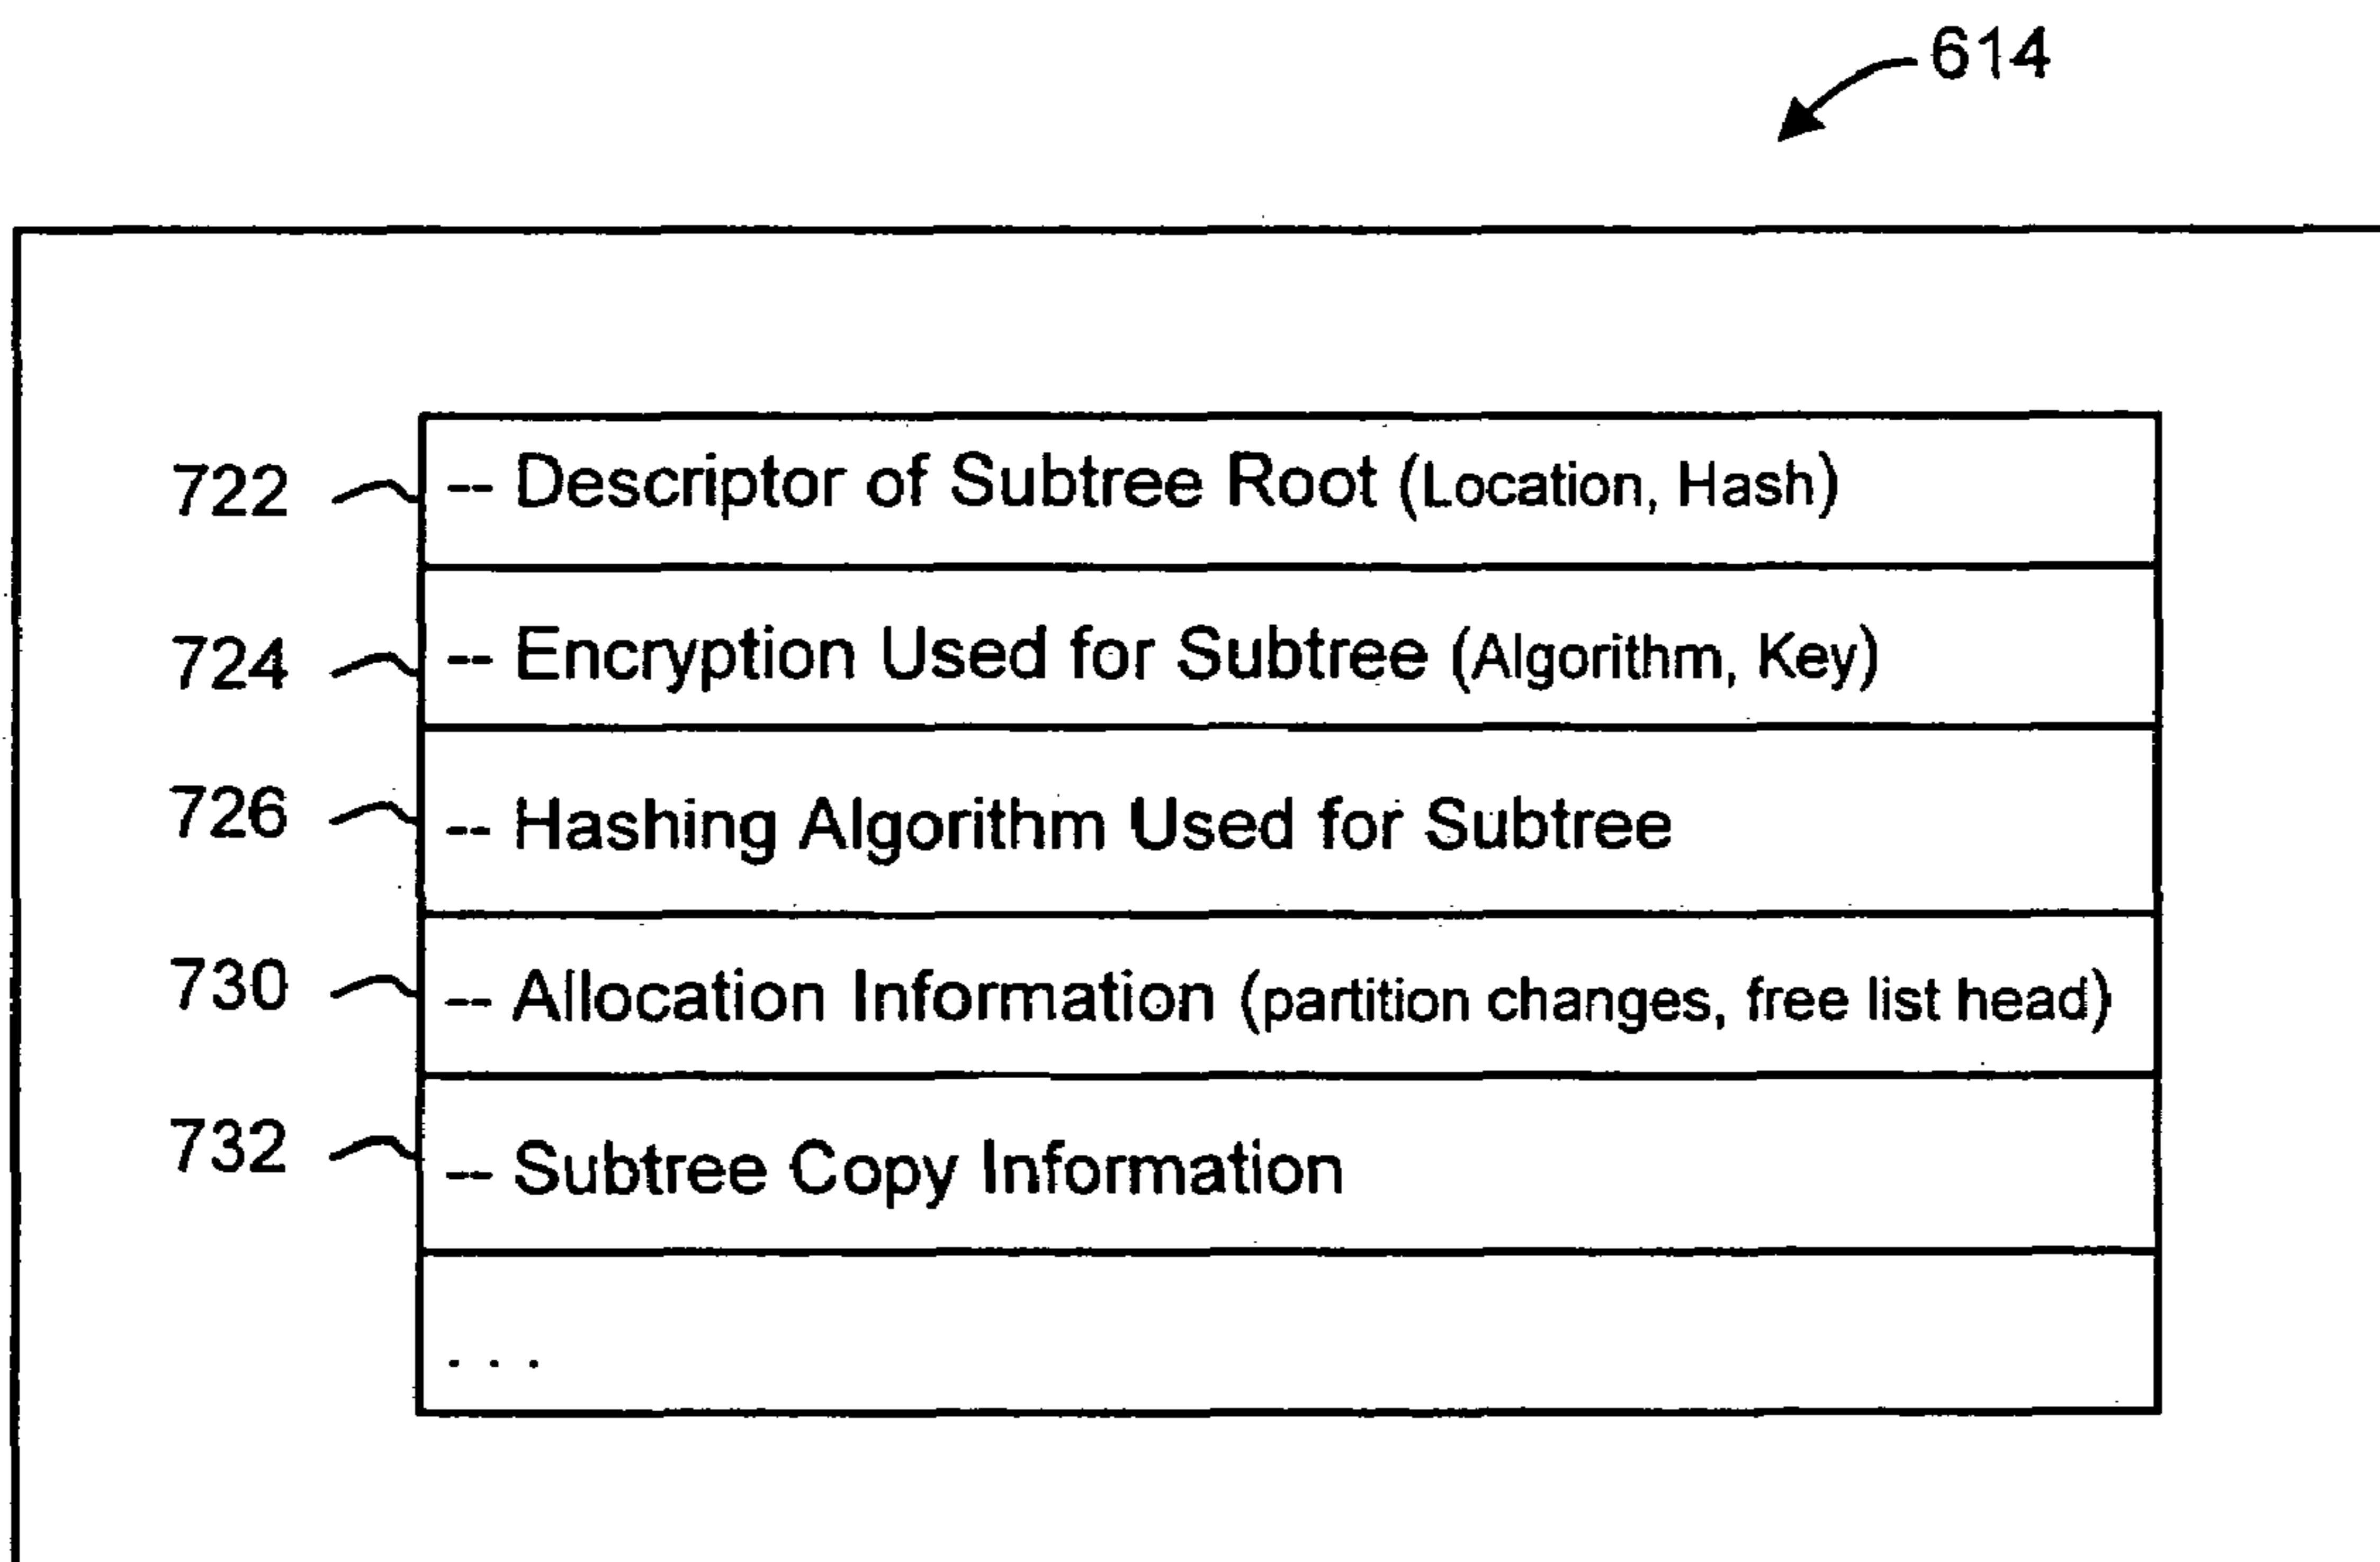 614
722 -- Descriptor of Subtree Root (Location, Hash)
724 -- Encryption Used for Subtree (Algorithm, Key)
726 -- Hashing Algorithm Used for Subtree
730 -- Allocation Information (partition changes, free list head)
732 -- Subtree Copy Information
. . .